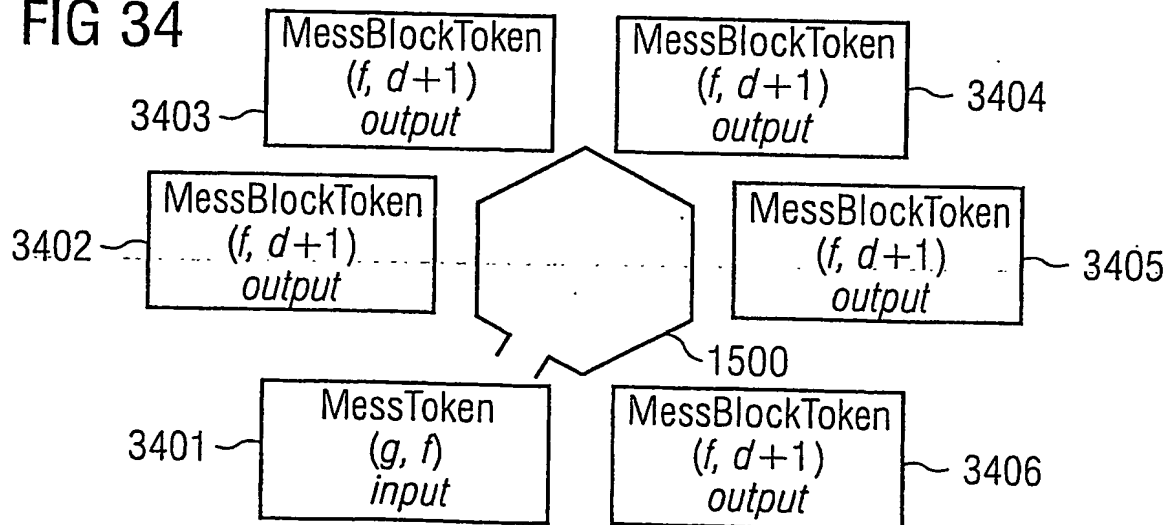 FIG 34
MessBlockToken
(f, d+1)
output
3403
MessBlockToken
(f, d+1)
output
3404
MessBlockToken
(f, d+1)
output
3402
MessBlockToken
(f, d+1)
output
3405
1500
MessToken
(g, f)
input
3401
MessBlockToken
(f, d+1)
output
3406